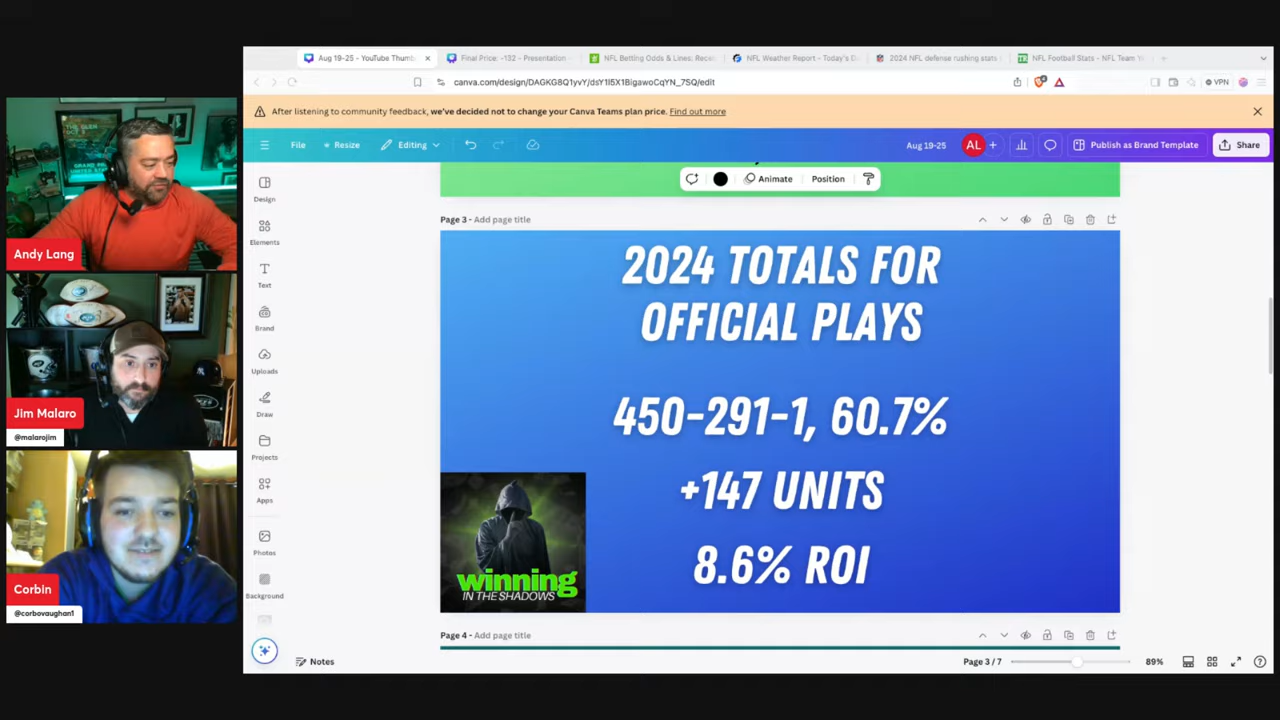 Aug 19-25 - YouTube Thumb
Final Price: -132 - Presentation
NFL Betting Odds & Lines: Rece
NFL Weather Report - Today's D
2024 NFL defense rushing stats
NFL Football Stats - NFL Team
canva.com/design/DAGKG8Q1yvY/dsY1I5X1BigawoCqYN_7SQ/edit
VPN
After listening to community feedback, we've decided not to change your Canva Teams plan price. Find out more
File
Resize
Editing
Aug 19-25
AL
Publish as Brand Template
Share
Design
Elements
Text
Brand
Uploads
Draw
Projects
Apps
Photos
Background
Animate
Position
Page 3 - Add page title
2024 TOTALS FOR
OFFICIAL PLAYS
450-291-1, 60.7%
+147 UNITS
8.6% ROI
winning
IN THE SHADOWS
Page 4 - Add page title
Notes
Page 3 / 7
89%
Andy Lang
Jim Malaro
@malarojim
Corbin
@corbovaughan1